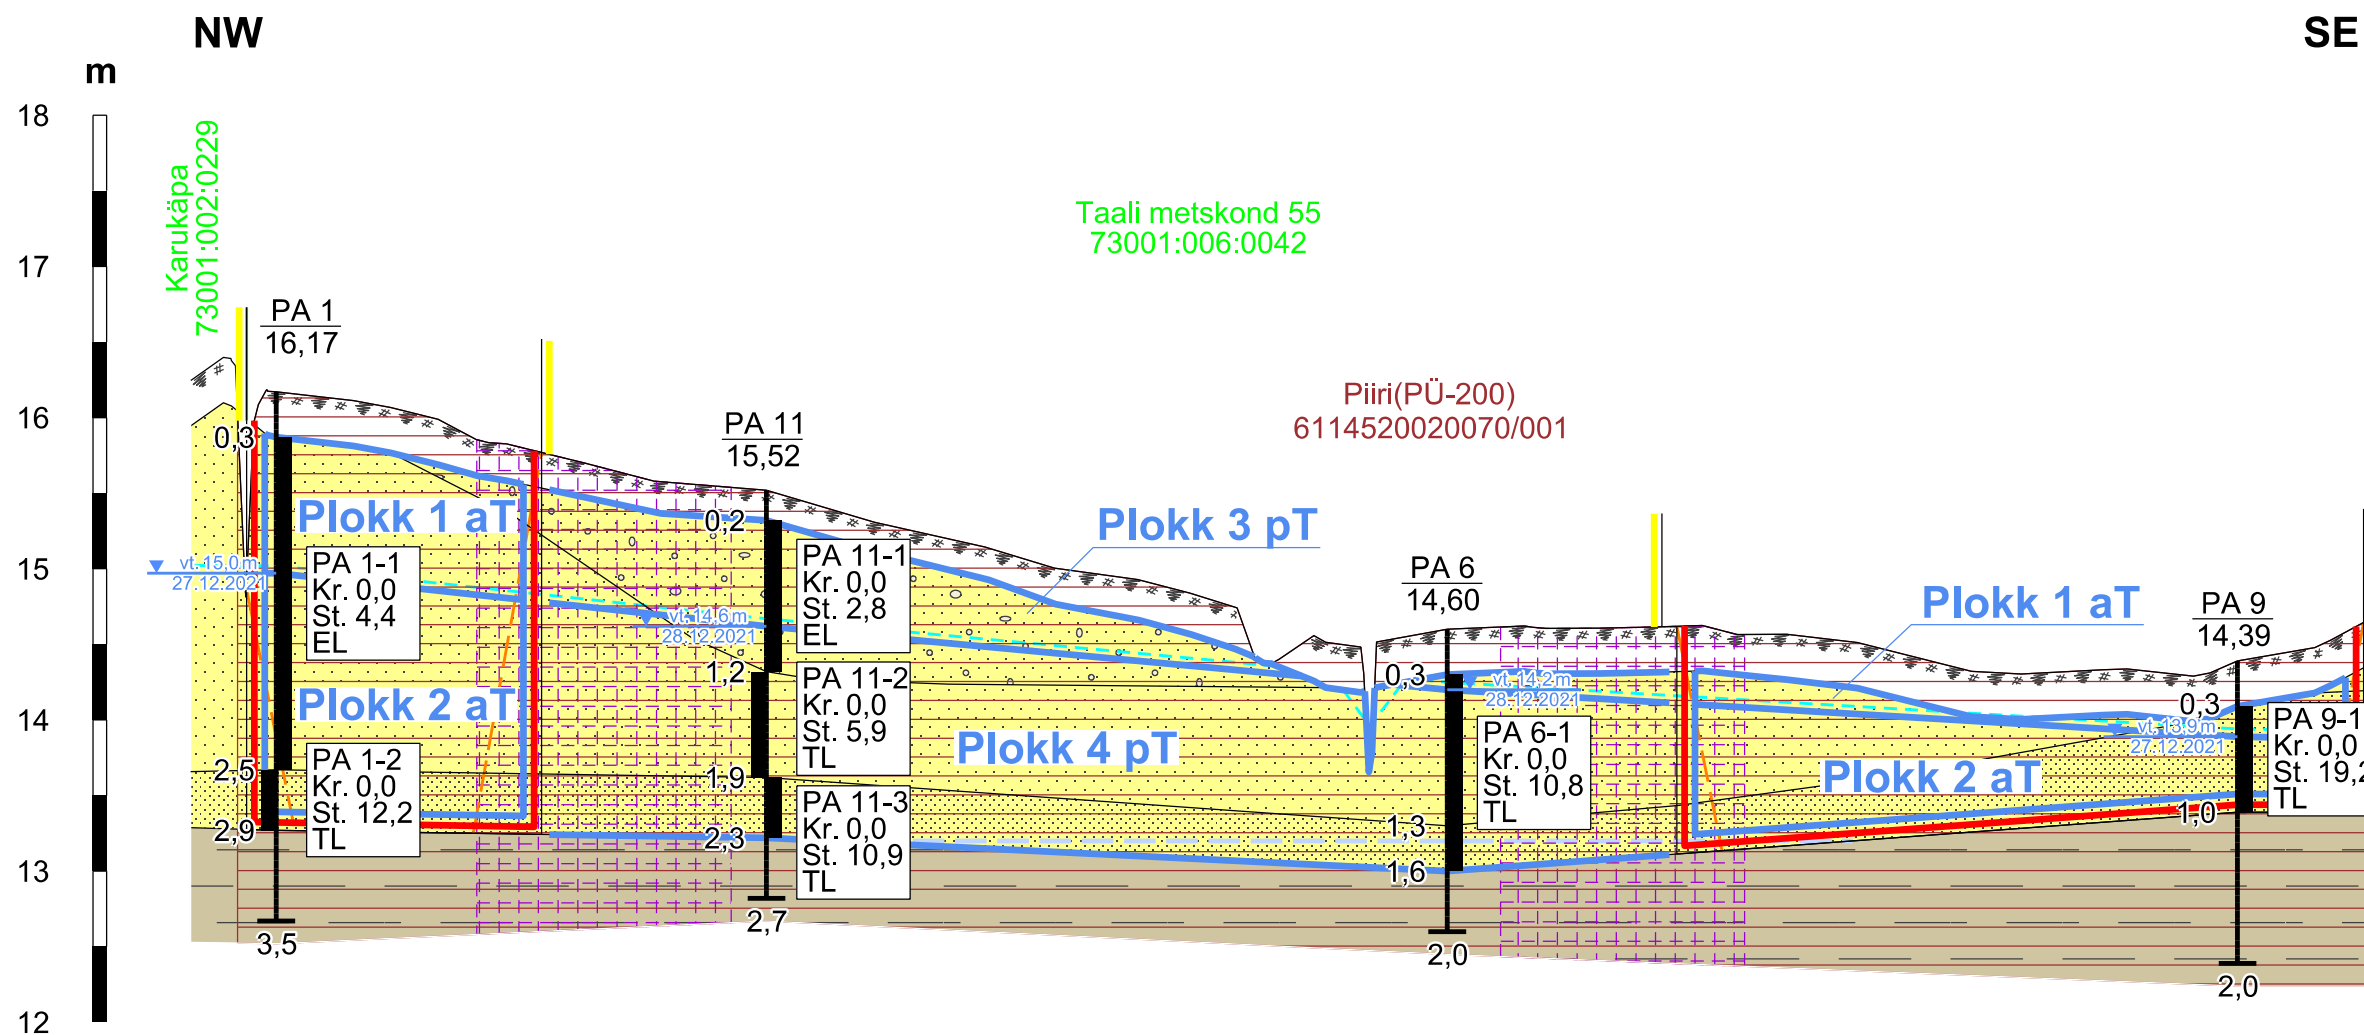 NW
SE
m
18
17
16
15
14
13
12
Karukäpa
73001:002:0229
Taali metskond 55
73001:006:0042
Piiri(PÜ-200)
6114520020070/001
PA 1
16,17
0,3
2,5
2,9
3,5
vt. 15,0 m
27.12.2021
Plokk 1 aT
PA 1-1
Kr. 0,0
St. 4,4
EL
Plokk 2 aT
PA 1-2
Kr. 0,0
St. 12,2
TL
PA 11
15,52
0,2
1,2
1,9
2,3
2,7
vt. 14,6 m
28.12.2021
PA 11-1
Kr. 0,0
St. 2,8
EL
PA 11-2
Kr. 0,0
St. 5,9
TL
PA 11-3
Kr. 0,0
St. 10,9
TL
Plokk 3 pT
Plokk 4 pT
PA 6
14,60
0,3
1,3
1,6
2,0
vt. 14,2 m
28.12.2021
PA 6-1
Kr. 0,0
St. 10,8
TL
Plokk 1 aT
Plokk 2 aT
PA 9
14,39
0,3
1,0
2,0
vt. 13,9 m
27.12.2021
PA 9-1
Kr. 0,0
St. 19,2
TL